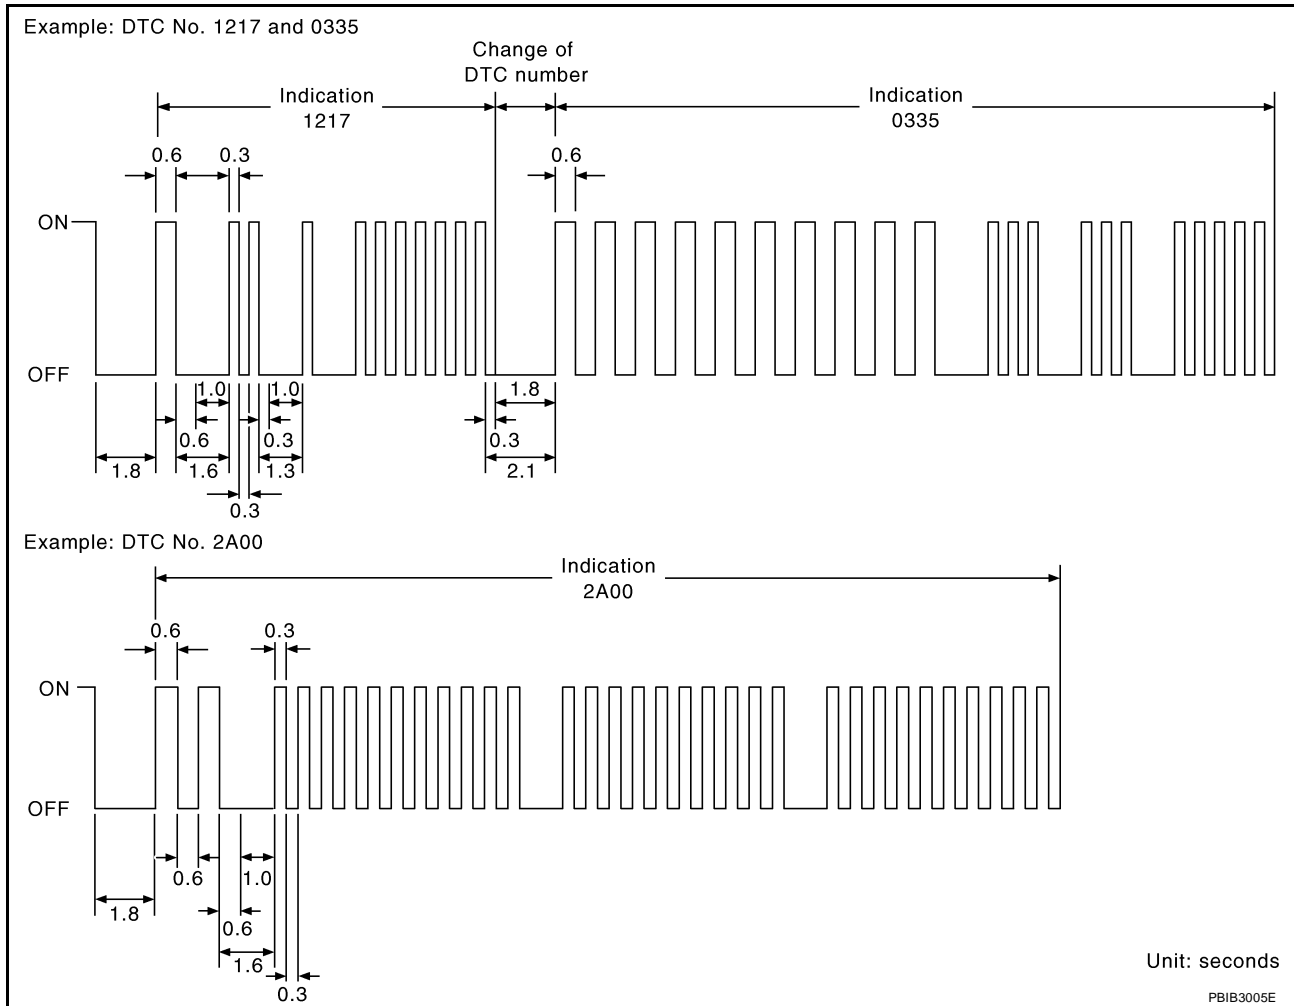 Example: DTC No. 1217 and 0335
Change of
DTC number
Indication
1217
Indication
0335
0.6
0.3
0.6
ON
OFF
1.0
1.0
1.8
0.6
0.3
0.3
1.8
1.6
1.3
2.1
0.3
Example: DTC No. 2A00
Indication
2A00
0.6
0.3
ON
OFF
0.6
1.0
1.8
0.6
1.6
0.3
Unit: seconds
PBIB3005E